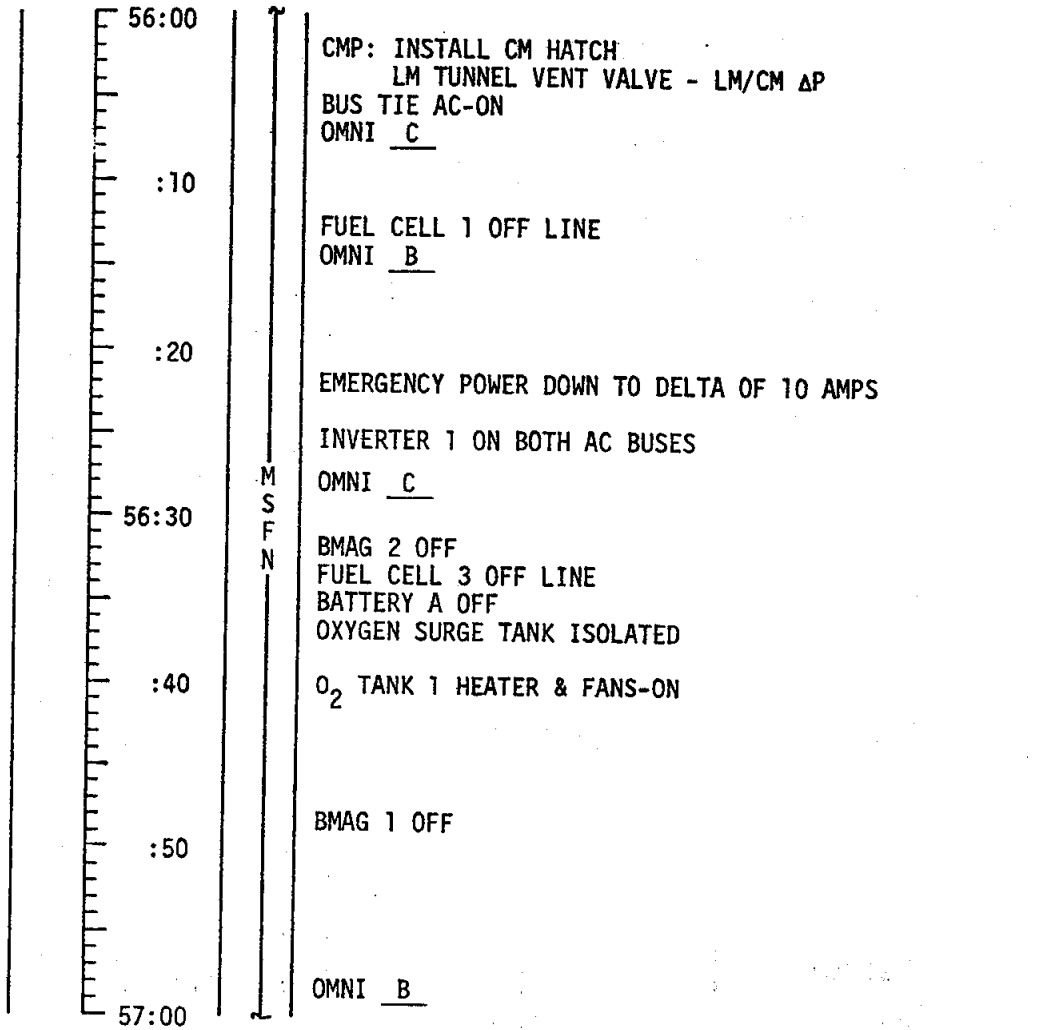 56:00
CMP: INSTALL CM HATCH
LM TUNNEL VENT VALVE - LM/CM ΔP
BUS TIE AC-ON
OMNI C
:10
FUEL CELL 1 OFF LINE
OMNI B
:20
EMERGENCY POWER DOWN TO DELTA OF 10 AMPS
INVERTER 1 ON BOTH AC BUSES
MSFN
OMNI C
56:30
BMAG 2 OFF
FUEL CELL 3 OFF LINE
BATTERY A OFF
OXYGEN SURGE TANK ISOLATED
:40
O2 TANK 1 HEATER & FANS-ON
BMAG 1 OFF
:50
OMNI B
57:00